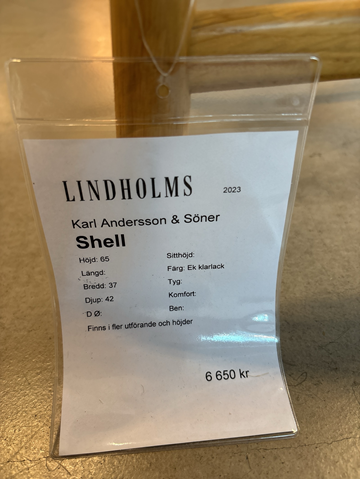 LINDHOLMS 2023
Karl Andersson & Söner
Shell
Höjd: 65 Sitthöjd:
Längd: Färg: Ek klarlack
Bredd: 37 Tyg:
Djup: 42 Komfort:
D Ø: Ben:
Finns i fler utförande och höjder
6 650 kr